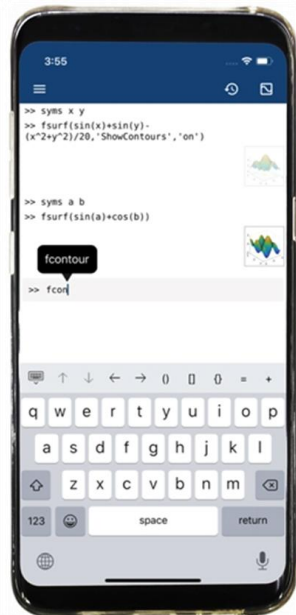 3:55
>> syms x y
>> fsurf(sin(x)+sin(y)-
(x^2+y^2)/20,'ShowContours','on')
>> syms a b
>> fsurf(sin(a)+cos(b))
fcontour
>> fcon
() [] {} = +
q w e r t y u i o p
a s d f g h j k l
z x c v b n m
123 space return